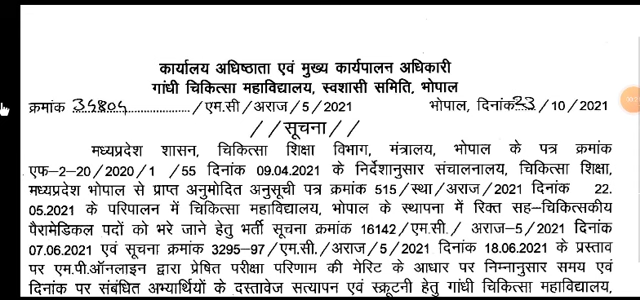 कार्यालय अधिष्ठाता एवं मुख्य कार्यपालन अधिकारी
गांधी चिकित्सा महाविद्यालय, स्वशासी समिति, भोपाल
क्रमांक 34804 ............/एम.सी/अराज/5/2021 भोपाल, दिनांक 23/10/2021
//सूचना//
मध्यप्रदेश शासन, चिकित्सा शिक्षा विभाग, मंत्रालय, भोपाल के पत्र क्रमांक
एफ-2-20/2020/1 /55 दिनांक 09.04.2021 के निर्देशानुसार संचालनालय, चिकित्सा शिक्षा,
मध्यप्रदेश भोपाल से प्राप्त अनुमोदित अनुसूची पत्र क्रमांक 515/स्था/अराज/2021 दिनांक 22.
05.2021 के परिपालन में चिकित्सा महाविद्यालय, भोपाल के स्थापना में रिक्त सह-चिकित्सकीय
पैरामेडिकल पदों को भरे जाने हेतु भर्ती सूचना क्रमांक 16142/एम.सी./ अराज-5/2021 दिनांक
07.06.2021 एवं सूचना क्रमांक 3295-97/एम.सी./अराज/5/2021 दिनांक 18.06.2021 के प्रस्ताव
पर एम.पी.ऑनलाइन द्वारा प्रेषित परीक्षा परिणाम की मेरिट के आधार पर निम्नानुसार समय एवं
दिनांक पर संबंधित अभ्यार्थियों के दस्तावेज सत्यापन एवं स्क्रूटनी हेतु गांधी चिकित्सा महाविद्यालय,